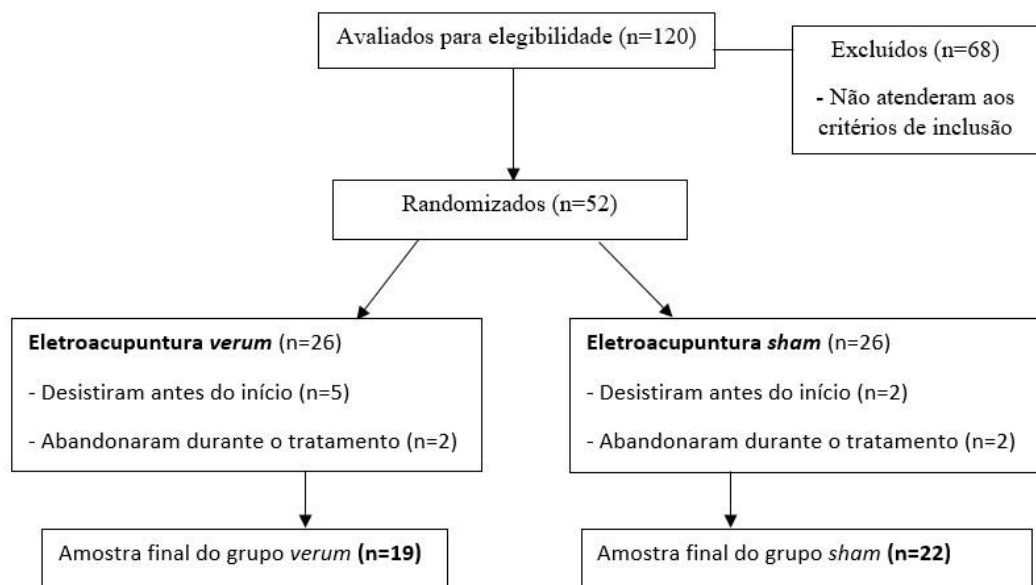 Avaliados para elegibilidade (n=120)
Excluídos (n=68)
- Não atenderam aos
critérios de inclusão
Randomizados (n=52)
Eletroacupuntura verum (n=26)
- Desistiram antes do início (n=5)
- Abandonaram durante o tratamento (n=2)
Eletroacupuntura sham (n=26)
- Desistiram antes do início (n=2)
- Abandonaram durante o tratamento (n=2)
Amostra final do grupo verum (n=19)
Amostra final do grupo sham (n=22)